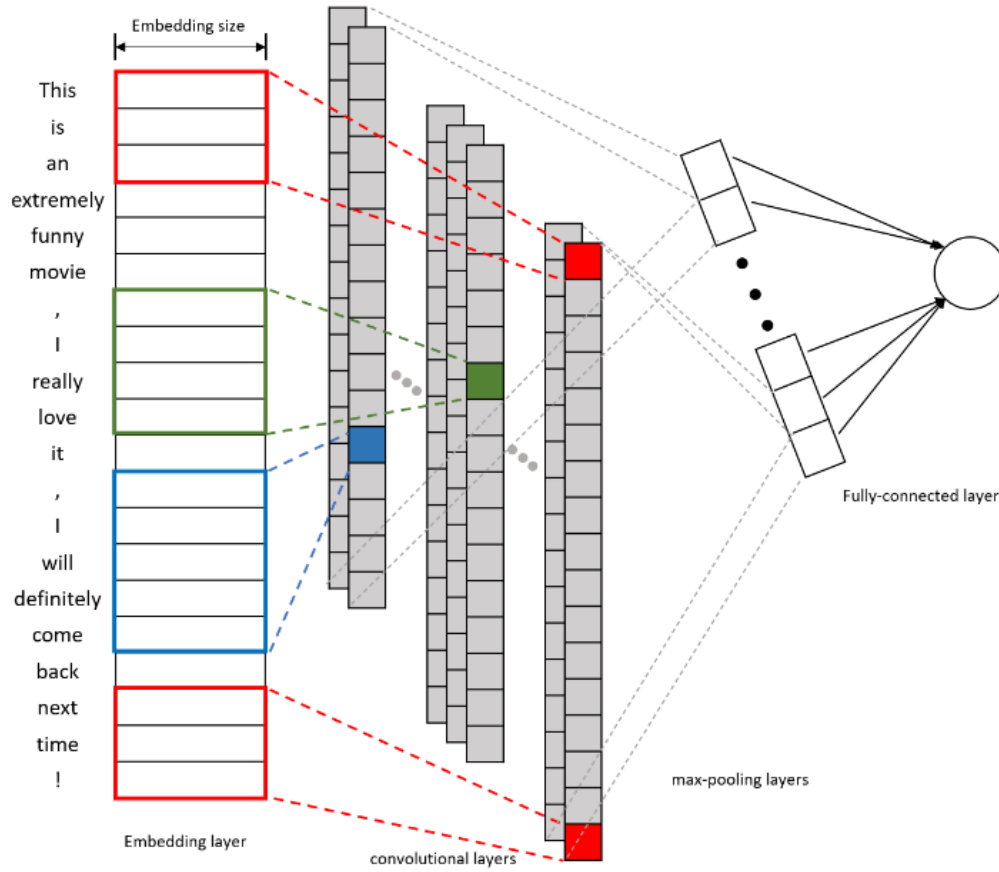 Embedding size
This
is
an
extremely
funny
movie
,
I
really
love
it
,
I
will
definitely
come
back
next
time
!
Embedding layer
convolutional layers
max-pooling layers
Fully-connected layer